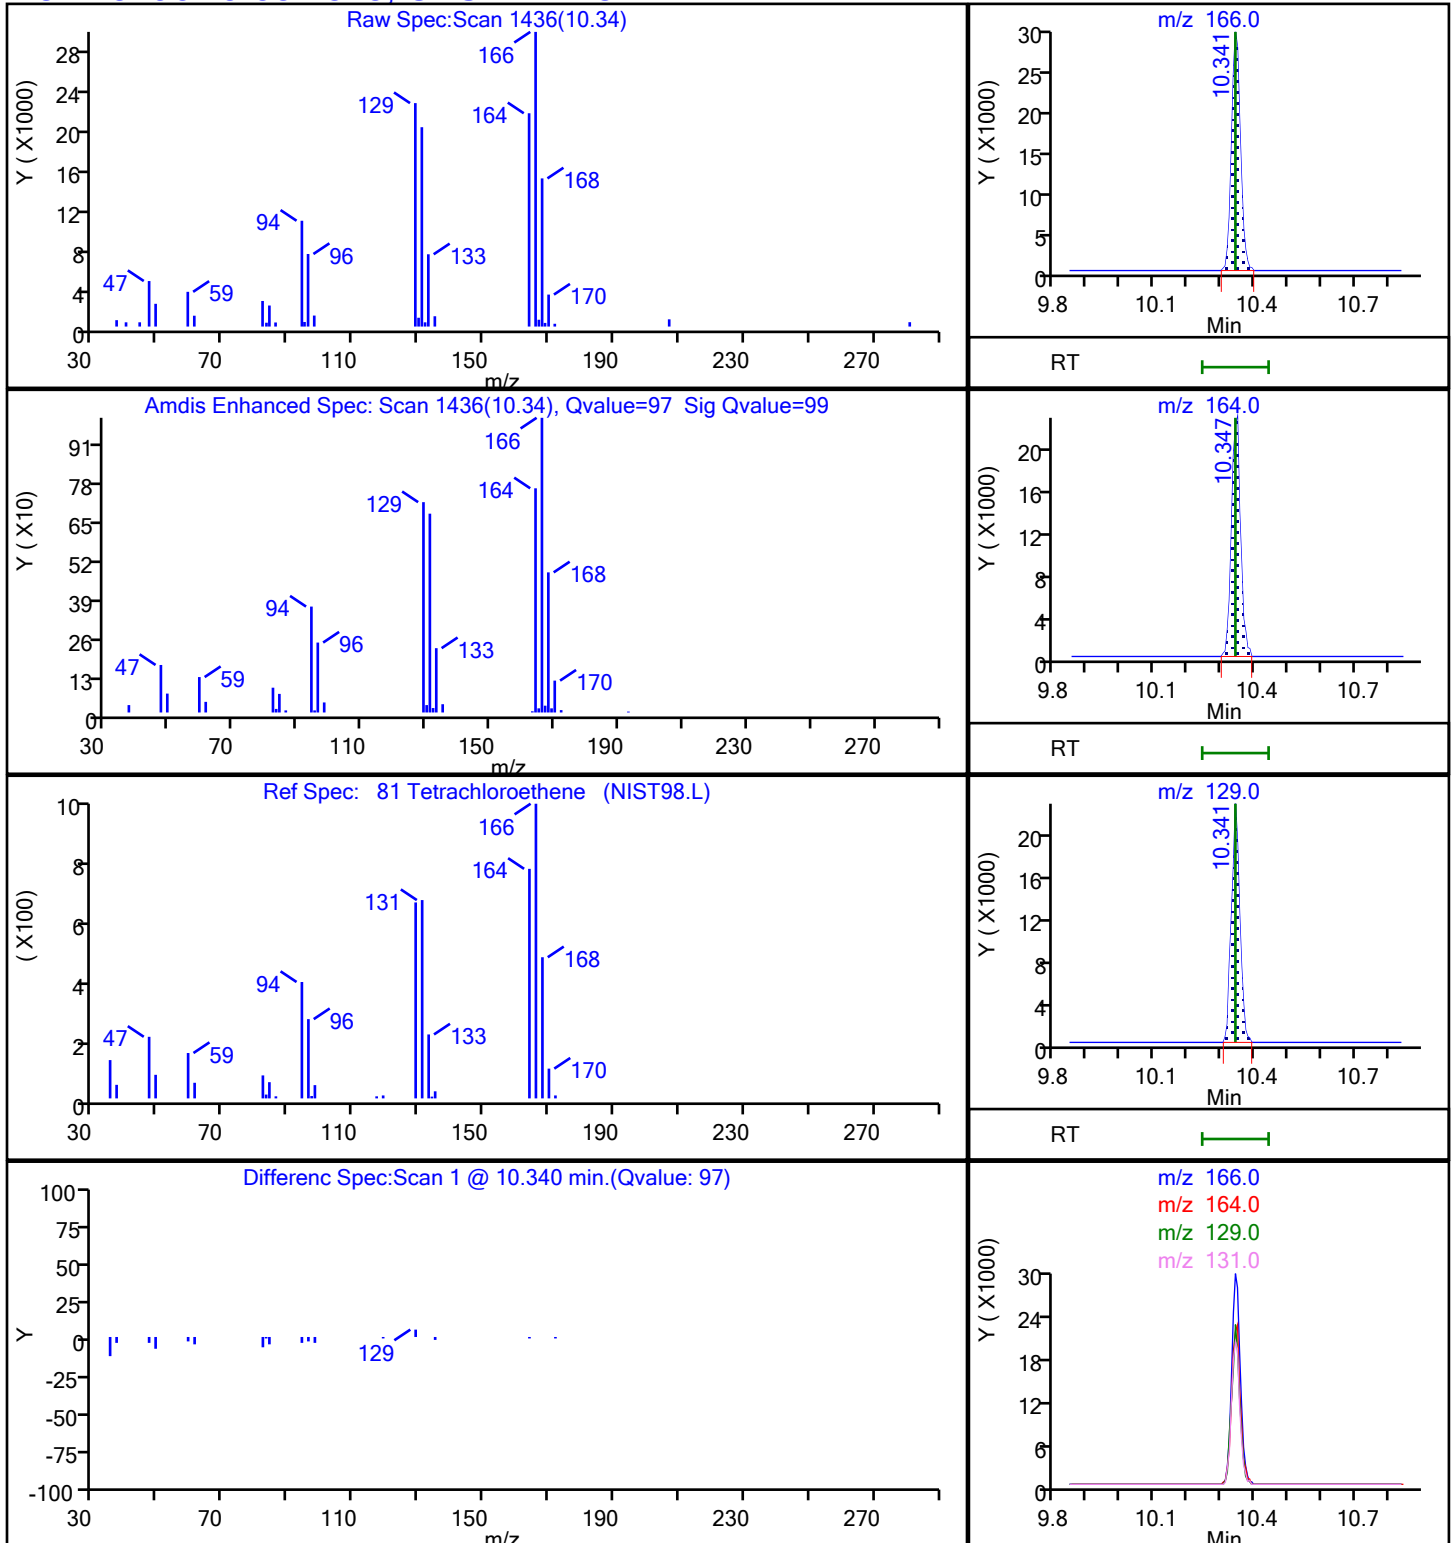 Raw Spec:Scan 1436(10.34)
Y ( X1000)
28
24
20
16
12
8
4
0
166
129
164
168
94
96
133
47
59
170
30 70 110 150 190 230 270
m/z
m/z 166.0
Y ( X1000)
30
25
20
15
10
5
0
10.341
9.8 10.1 10.4 10.7
Min
RT
Amdis Enhanced Spec: Scan 1436(10.34), Qvalue=97 Sig Qvalue=99
Y ( X10)
91
78
65
52
39
26
13
0
166
164
129
168
94
96
133
47
59
170
30 70 110 150 190 230 270
m/z
m/z 164.0
Y ( X1000)
20
16
12
8
4
0
10.347
9.8 10.1 10.4 10.7
Min
RT
Ref Spec: 81 Tetrachloroethene (NIST98.L)
( X100)
10
8
6
4
2
0
166
164
131
168
94
96
133
47
59
170
30 70 110 150 190 230 270
m/z 129.0
Y ( X1000)
20
16
12
8
4
0
10.341
9.8 10.1 10.4 10.7
Min
RT
Differenc Spec:Scan 1 @ 10.340 min.(Qvalue: 97)
Y
100
75
50
25
0
-25
-50
-75
-100
129
30 70 110 150 190 230 270
m/z
m/z 166.0
m/z 164.0
m/z 129.0
m/z 131.0
Y ( X1000)
30
24
18
12
6
0
9.8 10.1 10.4 10.7
Min